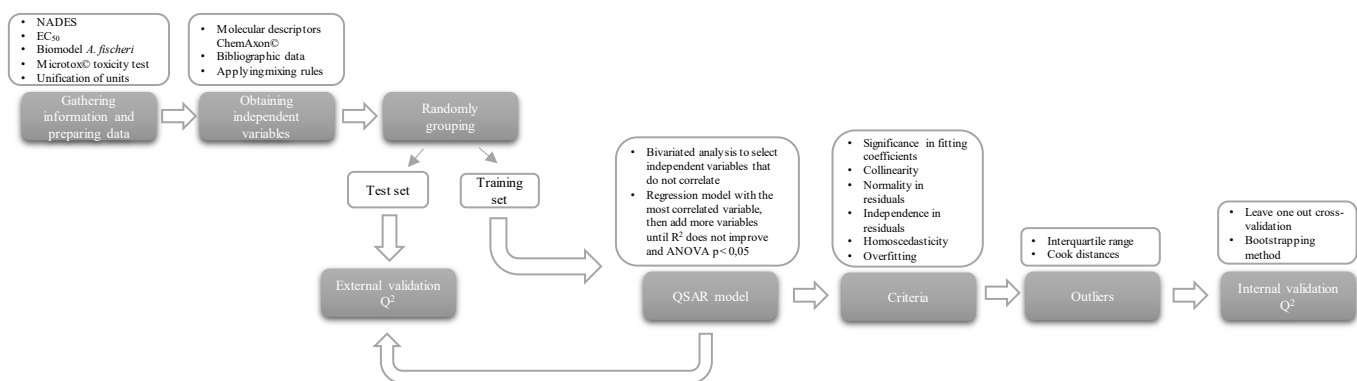 • NADES
• EC50
• Biomodel A. fischeri
• Microtox© toxicity test
• Unification of units
Gathering
information and
preparing data
• Molecular descriptors
ChemAxon©
• Bibliographic data
• Applying mixing rules
Obtaining
independent
variables
Randomly
grouping
Test set
Training
set
External validation
Q2
• Bivariated analysis to select
independent variables that
do not correlate
• Regression model with the
most correlated variable,
then add more variables
until R2 does not improve
and ANOVA p< 0,05
QSAR model
• Significance in fitting
coefficients
• Collinearity
• Normality in
residuals
• Independence in
residuals
• Homoscedasticity
• Overfitting
Criteria
• Interquartile range
• Cook distances
Outliers
• Leave one out cross-
validation
• Bootstrapping
method
Internal validation
Q2